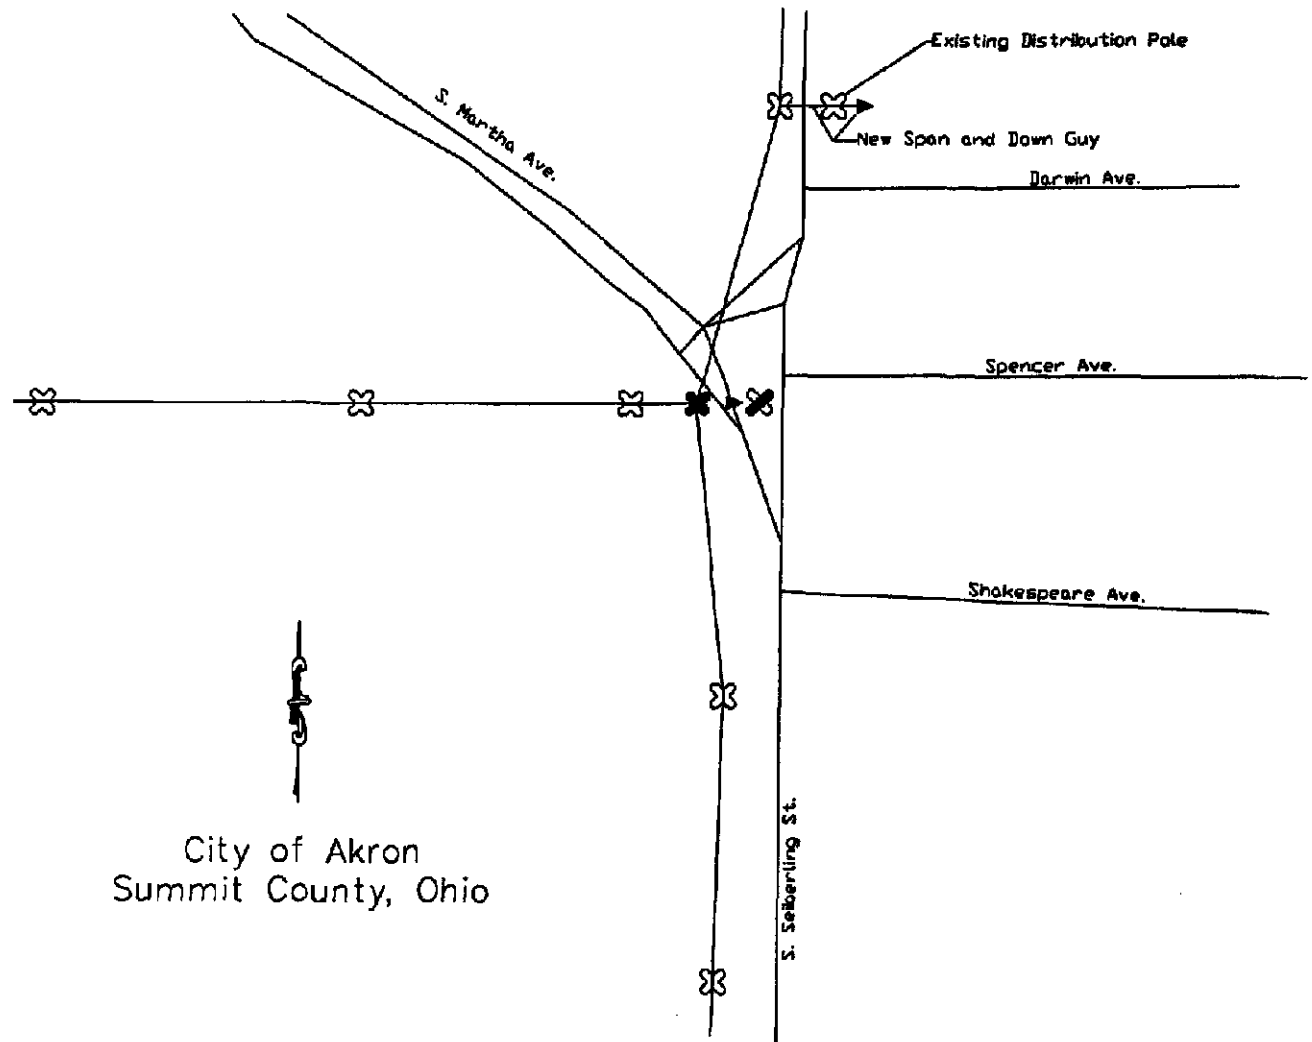 Existing Distribution Pole
S. Martha Ave.
New Span and Down Guy
Darwin Ave.
Spencer Ave.
Shakespeare Ave.
S. Seiberling St.
City of Akron
Summit County, Ohio